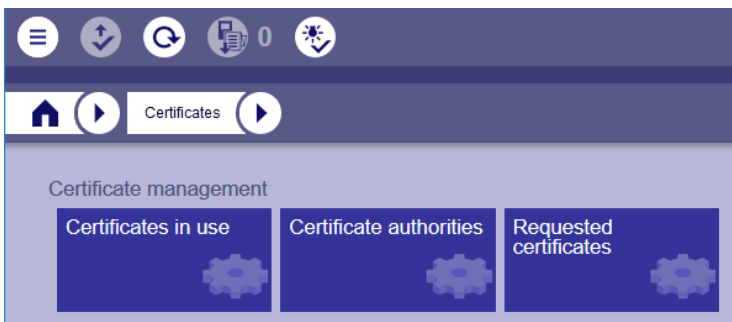 0
Certificates
Certificate management
Certificates in use
Certificate authorities
Requested
certificates